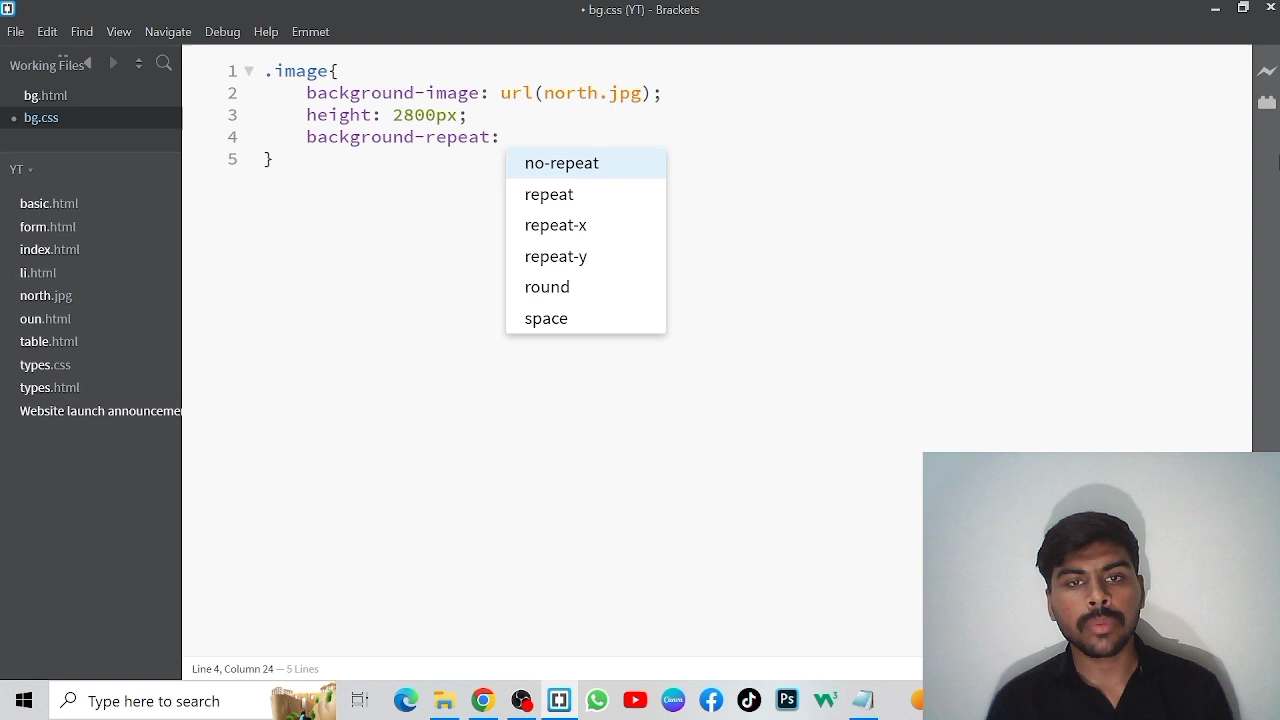 • bg.css (YT) - Brackets
File Edit Find View Navigate Debug Help Emmet
Working Files
bg.html
• bg.css
YT
basic.html
form.html
index.html
li.html
north.jpg
oun.html
table.html
types.css
types.html
Website launch announceme
1 .image{
2 background-image: url(north.jpg);
3 height: 2800px;
4 background-repeat:
5 }
no-repeat
repeat
repeat-x
repeat-y
round
space
Line 4, Column 24 — 5 Lines
Type here to search
Canva
Ps
W3